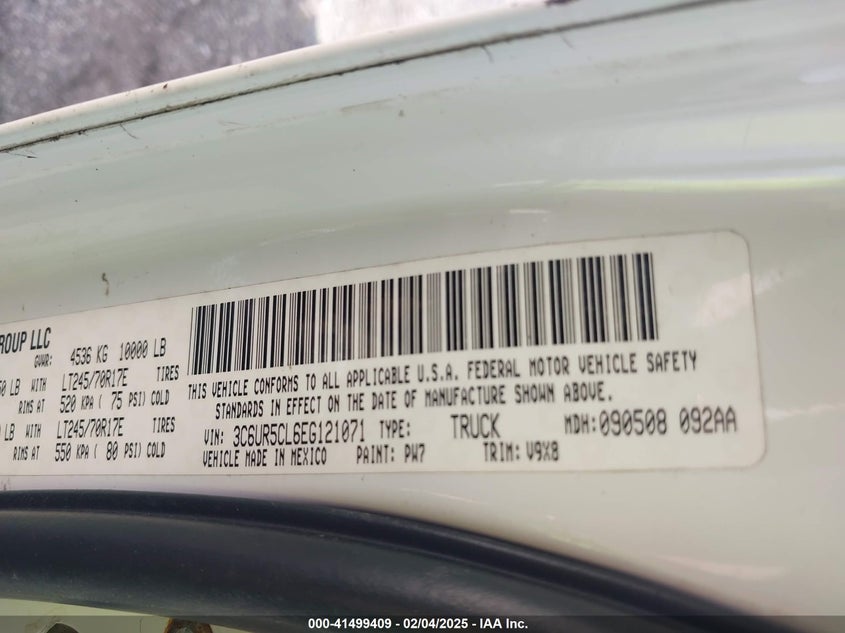 ROUP LLC
GVWR: 4536 KG 10000 LB
LB WITH LT245/70R17E TIRES
RIMS AT 520 KPA ( 75 PSI) COLD
LB WITH LT245/70R17E TIRES
RIMS AT 550 KPA ( 80 PSI) COLD
THIS VEHICLE CONFORMS TO ALL APPLICABLE U.S.A. FEDERAL MOTOR VEHICLE SAFETY
STANDARDS IN EFFECT ON THE DATE OF MANUFACTURE SHOWN ABOVE.
VIN: 3C6UR5CL6EG121071 TYPE: TRUCK MDH: 090508 092AA
VEHICLE MADE IN MEXICO PAINT: PW7 TRIM: V9X8
000-41499409 - 02/04/2025 - IAA Inc.